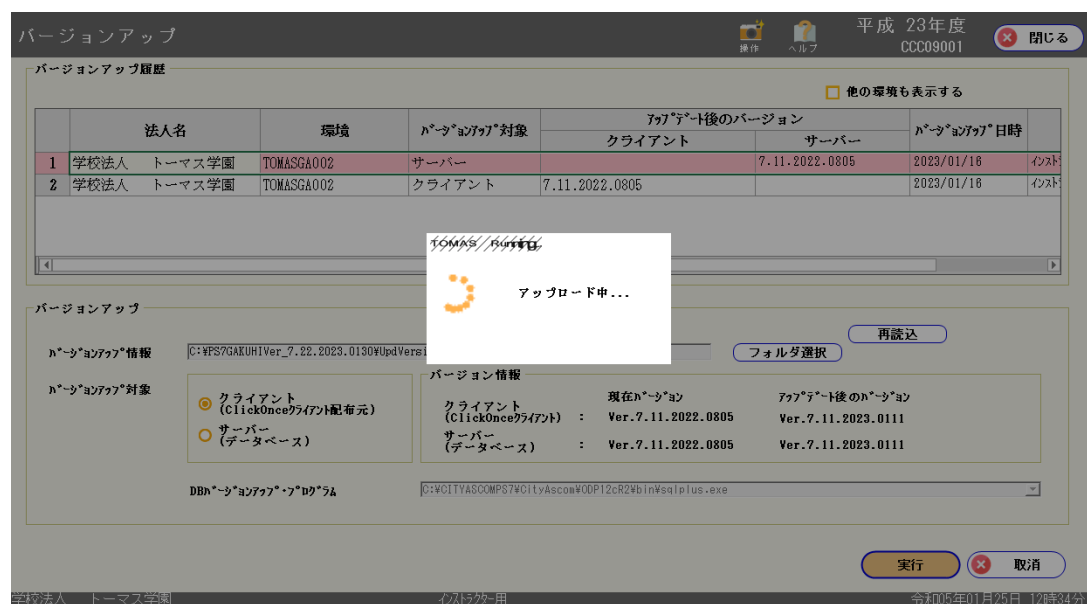 バージョンアップ
操作
ヘルプ
平成 23年度
CCC09001
閉じる
バージョンアップ履歴
他の環境も表示する
法人名 環境 ﾊﾞｰｼﾞｮﾝｱｯﾌﾟ対象 ｱｯﾌﾟﾃﾞｰﾄ後のバージョン ﾊﾞｰｼﾞｮﾝｱｯﾌﾟ日時
クライアント サーバー
1 学校法人 トーマス学園 TOMASGA002 サーバー 7.11.2022.0805 2023/01/16 ｲﾝｽﾄ
2 学校法人 トーマス学園 TOMASGA002 クライアント 7.11.2022.0805 2023/01/16 ｲﾝｽﾄ
TOMAS Running.
アップロード中...
バージョンアップ
再読込
ﾊﾞｰｼﾞｮﾝｱｯﾌﾟ情報 C:¥PS7GAKUHIVer_7.22.2023.0130¥UpdVersi フォルダ選択
ﾊﾞｰｼﾞｮﾝｱｯﾌﾟ対象
クライアント
(ClickOnceｸﾗｲｱﾝﾄ配布元)
サーバー
(データベース)
バージョン情報
現在ﾊﾞｰｼﾞｮﾝ ｱｯﾌﾟﾃﾞｰﾄ後のﾊﾞｰｼﾞｮﾝ
クライアント
(ClickOnceｸﾗｲｱﾝﾄ) : Ver.7.11.2022.0805 Ver.7.11.2023.0111
サーバー
(データベース) : Ver.7.11.2022.0805 Ver.7.11.2023.0111
DBﾊﾞｰｼﾞｮﾝｱｯﾌﾟ･ﾌﾟﾛｸﾞﾗﾑ C:¥CITYASCOMPS7¥CityAscom¥ODP12cR2¥bin¥sqlplus.exe
実行
取消
学校法人 トーマス学園 ｲﾝｽﾄﾗｸﾀｰ用 令和05年01月25日 12時34分